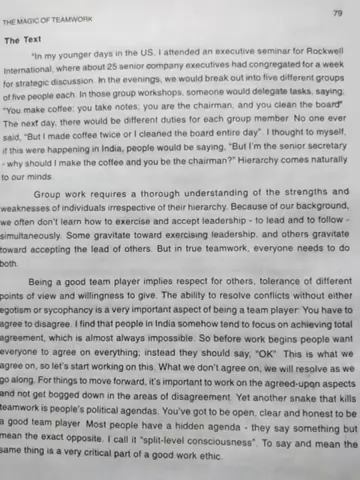 79
THE MAGIC OF TEAMWORK
The Text
"In my younger days in the US, I attended an executive seminar for Rockwell
International, where about 25 senior company executives had congregated for a week
for strategic discussion. In the evenings, we would break out into five different groups
of five people each. In those group workshops, someone would delegate tasks, saying;
"You make coffee; you take notes; you are the chairman, and you clean the board"
The next day, there would be different duties for each group member. No one ever
said, "But I made coffee twice or I cleaned the board entire day". I thought to myself,
if this were happening in India, people would be saying, "But I'm the senior secretary
- why should I make the coffee and you be the chairman?" Hierarchy comes naturally
to our minds.
Group work requires a thorough understanding of the strengths and
weaknesses of individuals irrespective of their hierarchy. Because of our background,
we often don't learn how to exercise and accept leadership - to lead and to follow -
simultaneously. Some gravitate toward exercising leadership, and others gravitate
toward accepting the lead of others. But in true teamwork, everyone needs to do
both.
Being a good team player implies respect for others, tolerance of different
points of view and willingness to give. The ability to resolve conflicts without either
egotism or sycophancy is a very important aspect of being a team player: You have to
agree to disagree. I find that people in India somehow tend to focus on achieving total
agreement, which is almost always impossible. So before work begins people want
everyone to agree on everything; instead they should say, "OK". This is what we
agree on, so let's start working on this. What we don't agree on, we will resolve as we
go along. For things to move forward, it's important to work on the agreed-upon aspects
and not get bogged down in the areas of disagreement. Yet another snake that kills
teamwork is people's political agendas. You've got to be open, clear and honest to be
a good team player. Most people have a hidden agenda - they say something but
mean the exact opposite. I call it "split-level consciousness". To say and mean the
same thing is a very critical part of a good work ethic.